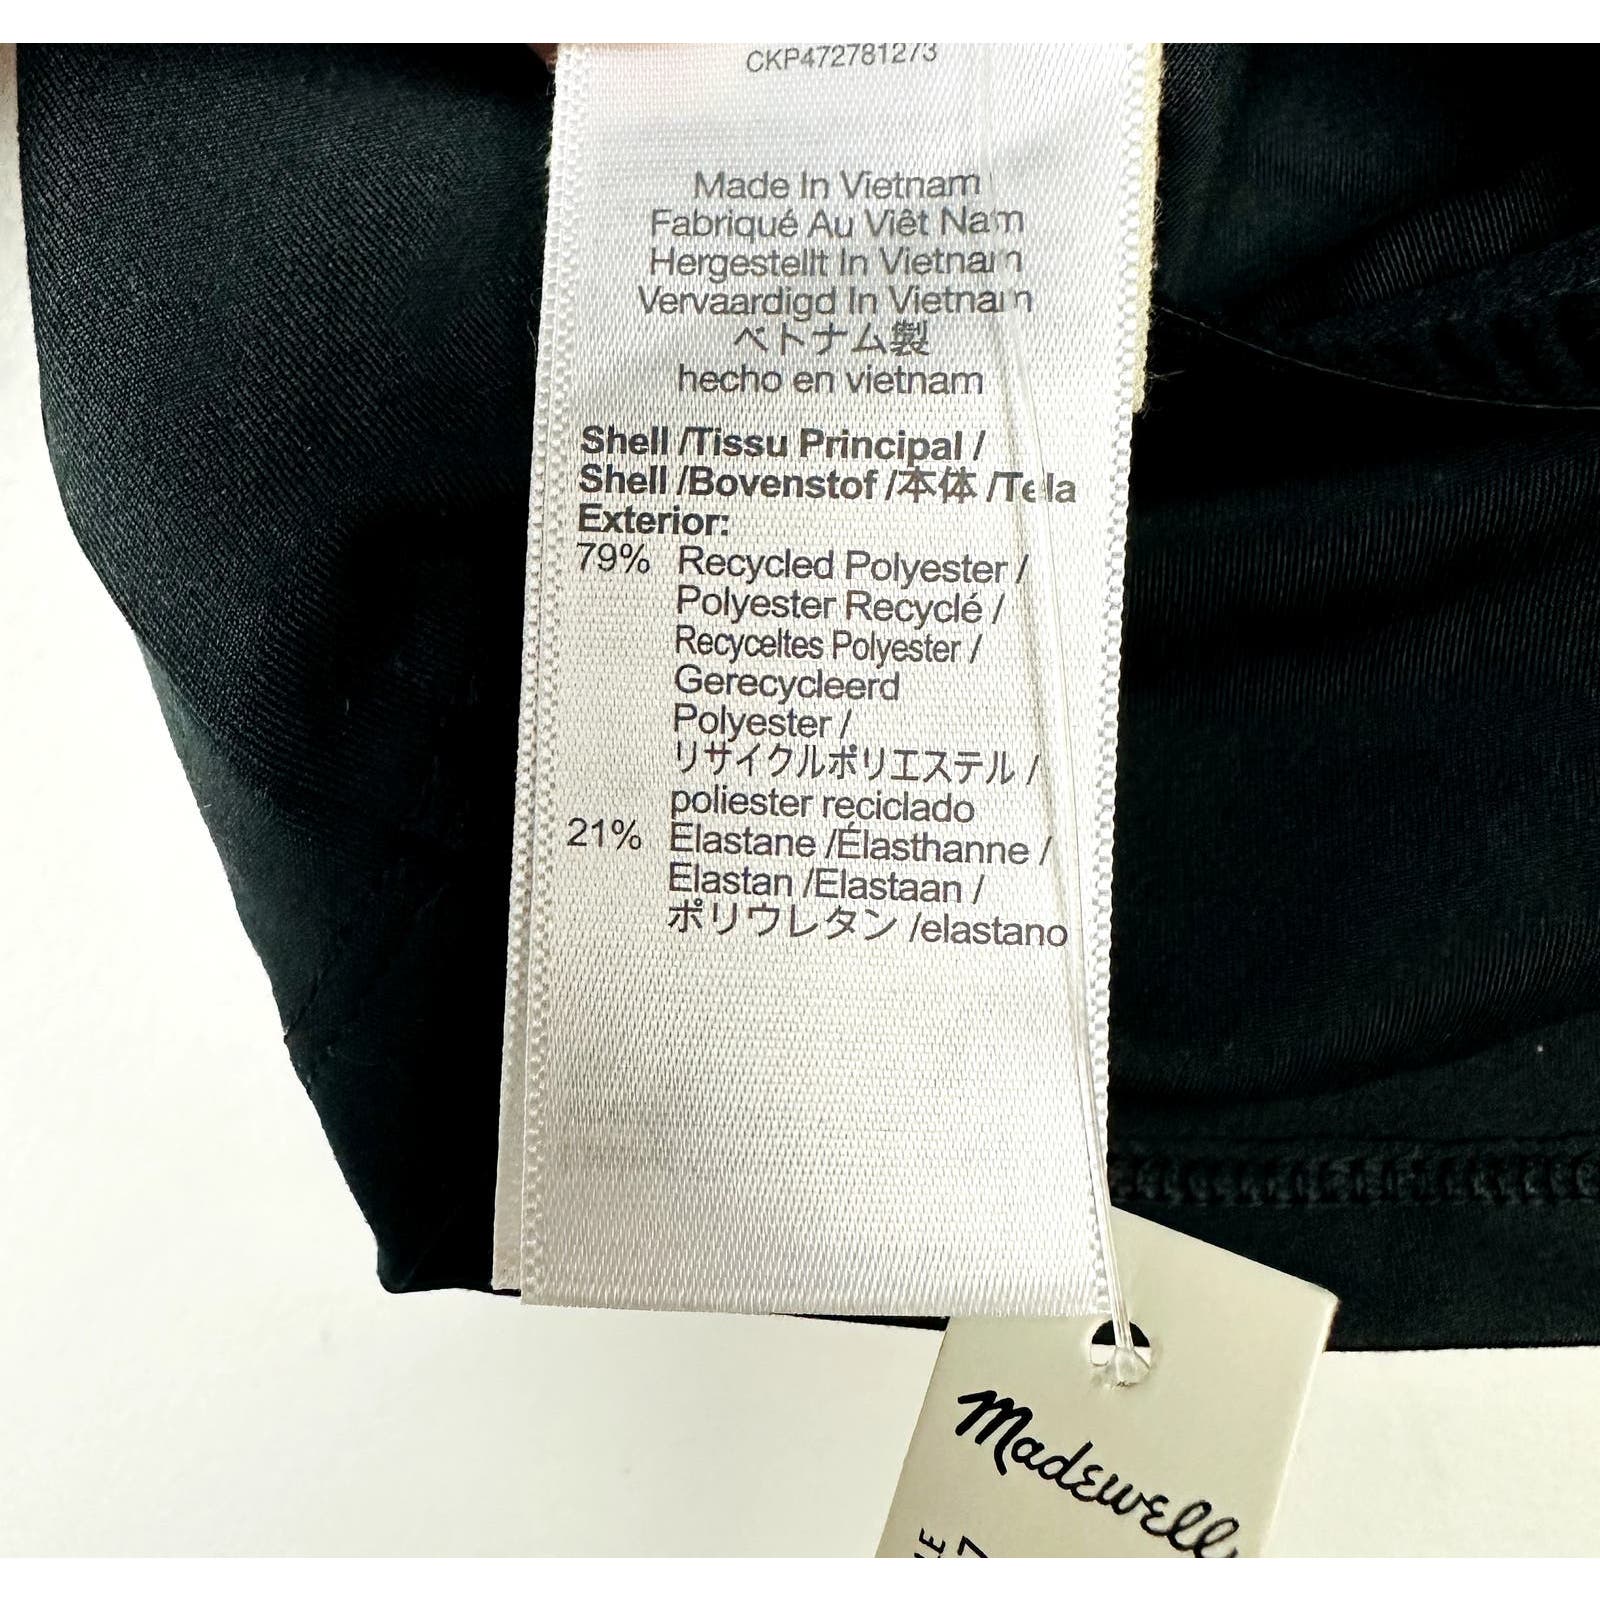 CKP472781273
Made In Vietnam
Fabriqué Au Viêt Nam
Hergestellt In Vietnam
Vervaardigd In Vietnam
ベトナム製
hecho en vietnam
Shell /Tissu Principal /
Shell /Bovenstof /本体 /Tela
Exterior:
79% Recycled Polyester /
Polyester Recyclé /
Recyceltes Polyester /
Gerecycleerd
Polyester /
リサイクルポリエステル /
poliester reciclado
21% Elastane /Élasthanne /
Elastan /Elastaan /
ポリウレタン /elastano
Madewell